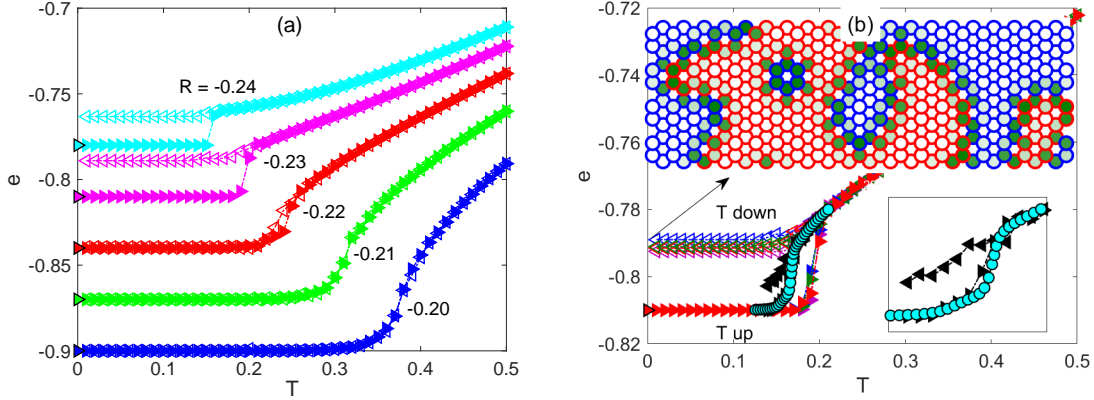 (a)
-0.7
-0.75
-0.8
-0.85
-0.9
e
R = -0.24
-0.23
-0.22
-0.21
-0.20
0 0.1 0.2 0.3 0.4 0.5
T
(b)
-0.72
-0.74
-0.76
-0.78
-0.8
-0.82
e
T down
T up
0 0.1 0.2 0.3 0.4 0.5
T